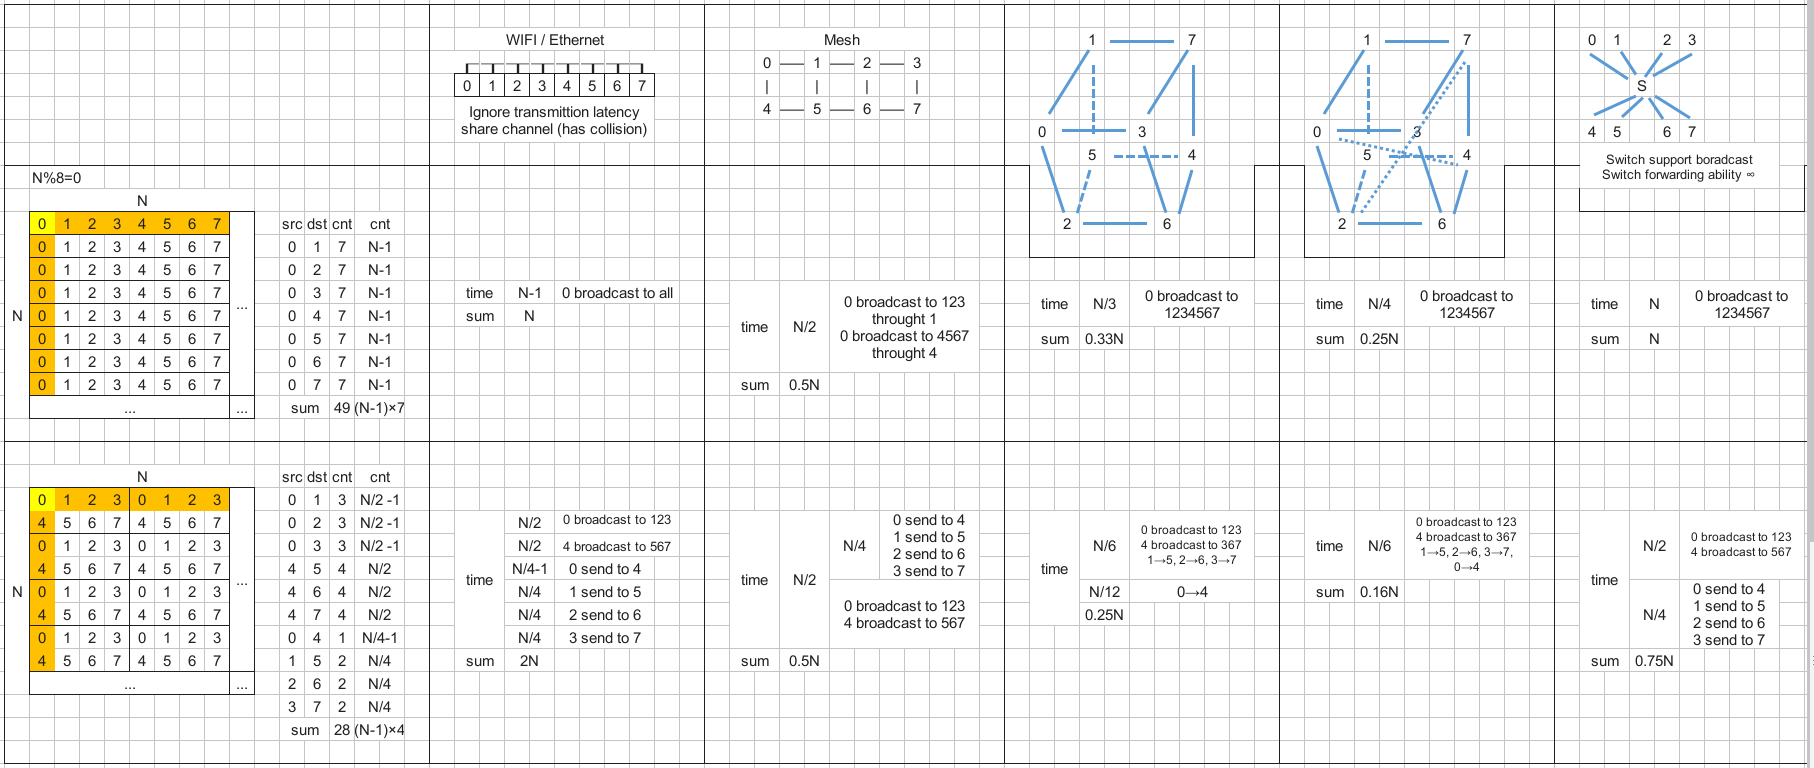 WIFI / Ethernet
0 1 2 3 4 5 6 7
Ignore transmittion latency
share channel (has collision)
Mesh
0 1 2 3
4 5 6 7
1 7
0 3
5 4
2 6
1 7
0 3
5 4
2 6
0 1 2 3
S
4 5 6 7
Switch support boradcast
Switch forwarding ability ∞
N%8=0
N
N
0 1 2 3 4 5 6 7
0 1 2 3 4 5 6 7
0 1 2 3 4 5 6 7
0 1 2 3 4 5 6 7
0 1 2 3 4 5 6 7
0 1 2 3 4 5 6 7
0 1 2 3 4 5 6 7
0 1 2 3 4 5 6 7
...
... ...
src dst cnt cnt
0 1 7 N-1
0 2 7 N-1
0 3 7 N-1
0 4 7 N-1
0 5 7 N-1
0 6 7 N-1
0 7 7 N-1
sum 49 (N-1)×7
time N-1 0 broadcast to all
sum N
time N/2
0 broadcast to 123
throught 1
0 broadcast to 4567
throught 4
sum 0.5N
time N/3
0 broadcast to
1234567
sum 0.33N
time N/4
0 broadcast to
1234567
sum 0.25N
time N
0 broadcast to
1234567
sum N
N
N
0 1 2 3 0 1 2 3
4 5 6 7 4 5 6 7
0 1 2 3 0 1 2 3
4 5 6 7 4 5 6 7
0 1 2 3 0 1 2 3
4 5 6 7 4 5 6 7
0 1 2 3 0 1 2 3
4 5 6 7 4 5 6 7
...
... ...
src dst cnt cnt
0 1 3 N/2 -1
0 2 3 N/2 -1
0 3 3 N/2 -1
4 5 4 N/2
4 6 4 N/2
4 7 4 N/2
0 4 1 N/4-1
1 5 2 N/4
2 6 2 N/4
3 7 2 N/4
sum 28 (N-1)×4
time
N/2 0 broadcast to 123
N/2 4 broadcast to 567
N/4-1 0 send to 4
N/4 1 send to 5
N/4 2 send to 6
N/4 3 send to 7
sum 2N
time N/2
N/4
0 send to 4
1 send to 5
2 send to 6
3 send to 7
0 broadcast to 123
4 broadcast to 567
sum 0.5N
time
N/6
0 broadcast to 123
4 broadcast to 367
1→5, 2→6, 3→7
N/12 0→4
0.25N
time N/6
0 broadcast to 123
4 broadcast to 367
1→5, 2→6, 3→7,
0→4
sum 0.16N
time
N/2
0 broadcast to 123
4 broadcast to 567
N/4
0 send to 4
1 send to 5
2 send to 6
3 send to 7
sum 0.75N